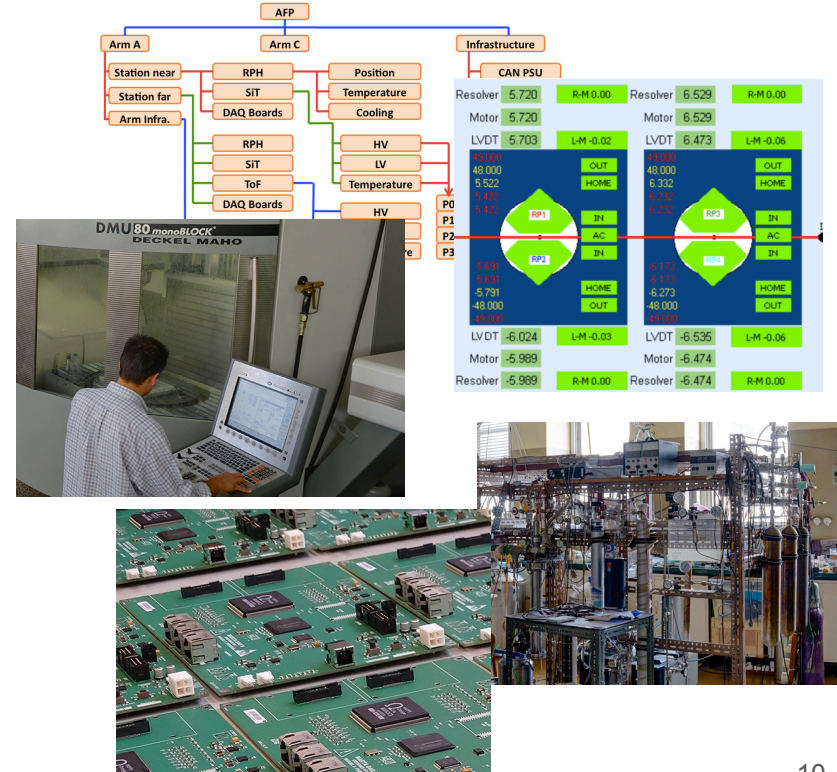 AFP
Arm A
Arm C
Infrastructure
Station near
RPH
Position
CAN PSU
Station far
SiT
Temperature
Arm Infra.
DAQ Boards
Cooling
RPH
HV
SiT
LV
ToF
Temperature
DAQ Boards
HV
P0
P1
P2
P3
Resolver 5.720 R-M 0.00 Resolver 6.529 R-M 0.00
Motor 5.720 Motor 6.529
LVDT 5.703 L-M -0.02 LVDT 6.473 L-M -0.06
49.000 49.000
48.000 OUT 48.000 OUT
5.522 HOME 6.332 HOME
5.422 6.232
5.422 6.232
RP1 IN RP3 IN
AC AC
RP2 IN RP4 IN
5.691 6.173
5.691 6.173
-5.791 HOME -6.273 HOME
-48.000 OUT -48.000 OUT
-49.000 -49.000
LVDT -6.024 L-M -0.03 LVDT -6.535 L-M -0.06
Motor -5.989 Motor -6.474
Resolver -5.989 R-M 0.00 Resolver -6.474 R-M 0.00
DMU 80 monoBLOCK
DECKEL MAHO